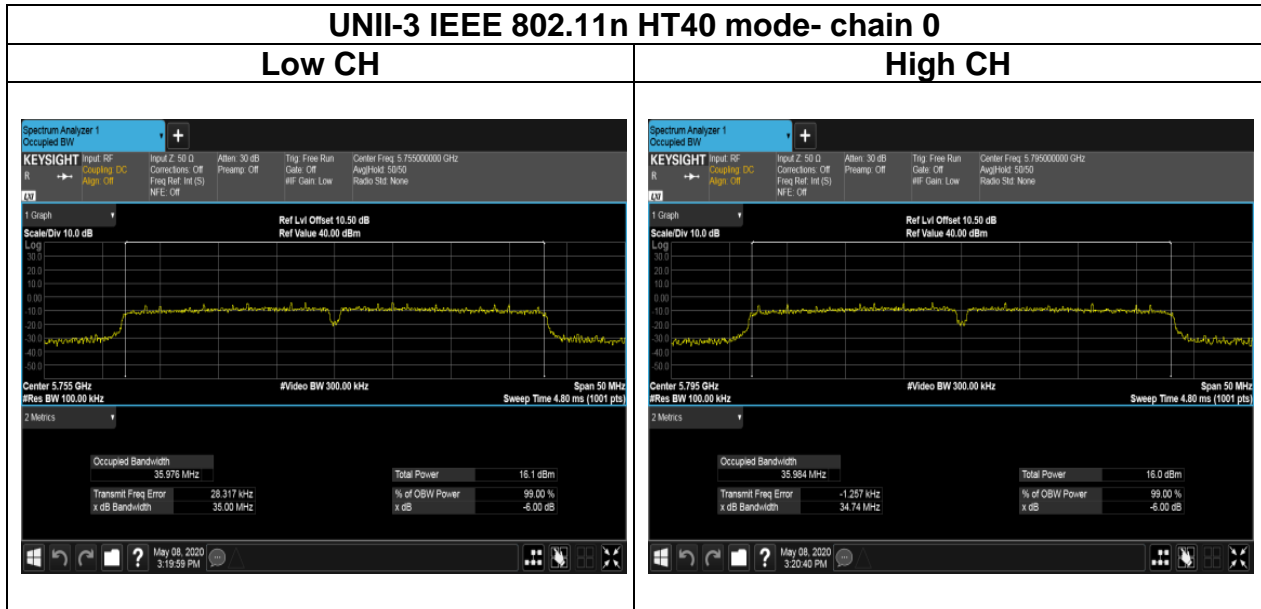 UNII-3 IEEE 802.11n HT40 mode- chain 0
Low CH
High CH
Spectrum Analyzer 1
Occupied BW
+
KEYSIGHT Input: RF Input Z: 50 Ω Atten: 30 dB Trig: Free Run Center Freq: 5.755000000 GHz
R Coupling: DC Corrections: Off Preamp: Off Gate: Off Avg|Hold: 50/50
Align: Off Freq Ref: Int (S) #IF Gain: Low Radio Std: None
LXI NFE: Off
1 Graph
Ref Lvl Offset 10.50 dB
Scale/Div 10.0 dB Ref Value 40.00 dBm
Log
30.0
20.0
10.0
0.00
-10.0
-20.0
-30.0
-40.0
-50.0
Center 5.755 GHz #Video BW 300.00 kHz Span 50 MHz
#Res BW 100.00 kHz Sweep Time 4.80 ms (1001 pts)
2 Metrics
Occupied Bandwidth
35.976 MHz Total Power 16.1 dBm
Transmit Freq Error 28.317 kHz % of OBW Power 99.00 %
x dB Bandwidth 35.00 MHz x dB -6.00 dB
? May 08, 2020
3:19:59 PM
Spectrum Analyzer 1
Occupied BW
+
KEYSIGHT Input: RF Input Z: 50 Ω Atten: 30 dB Trig: Free Run Center Freq: 5.795000000 GHz
R Coupling: DC Corrections: Off Preamp: Off Gate: Off Avg|Hold: 50/50
Align: Off Freq Ref: Int (S) #IF Gain: Low Radio Std: None
LXI NFE: Off
1 Graph
Ref Lvl Offset 10.50 dB
Scale/Div 10.0 dB Ref Value 40.00 dBm
Log
30.0
20.0
10.0
0.00
-10.0
-20.0
-30.0
-40.0
-50.0
Center 5.795 GHz #Video BW 300.00 kHz Span 50 MHz
#Res BW 100.00 kHz Sweep Time 4.80 ms (1001 pts)
2 Metrics
Occupied Bandwidth
35.984 MHz Total Power 16.0 dBm
Transmit Freq Error -1.257 kHz % of OBW Power 99.00 %
x dB Bandwidth 34.74 MHz x dB -6.00 dB
? May 08, 2020
3:20:40 PM